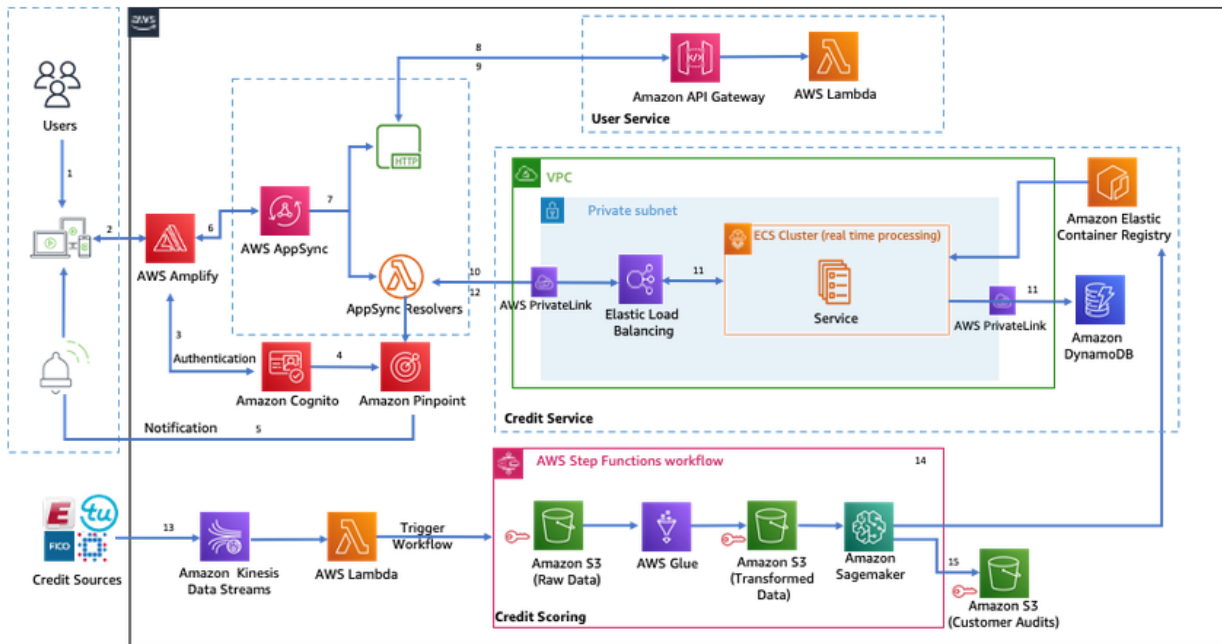 aws
8
9
Amazon API Gateway
AWS Lambda
User Service
Users
1
2
AWS Amplify
6
AWS AppSync
7
HTTP
AppSync Resolvers
3
Authentication
4
Amazon Cognito
Amazon Pinpoint
Notification
5
VPC
Private subnet
ECS Cluster (real time processing)
Service
10
12
AWS PrivateLink
Elastic Load
Balancing
11
AWS PrivateLink
11
Amazon Elastic
Container Registry
Amazon
DynamoDB
Credit Service
E
tu
FICO
Credit Sources
13
Amazon Kinesis
Data Streams
AWS Lambda
Trigger
Workflow
AWS Step Functions workflow
14
Amazon S3
(Raw Data)
AWS Glue
Amazon S3
(Transformed
Data)
Amazon
Sagemaker
Credit Scoring
15
Amazon S3
(Customer Audits)